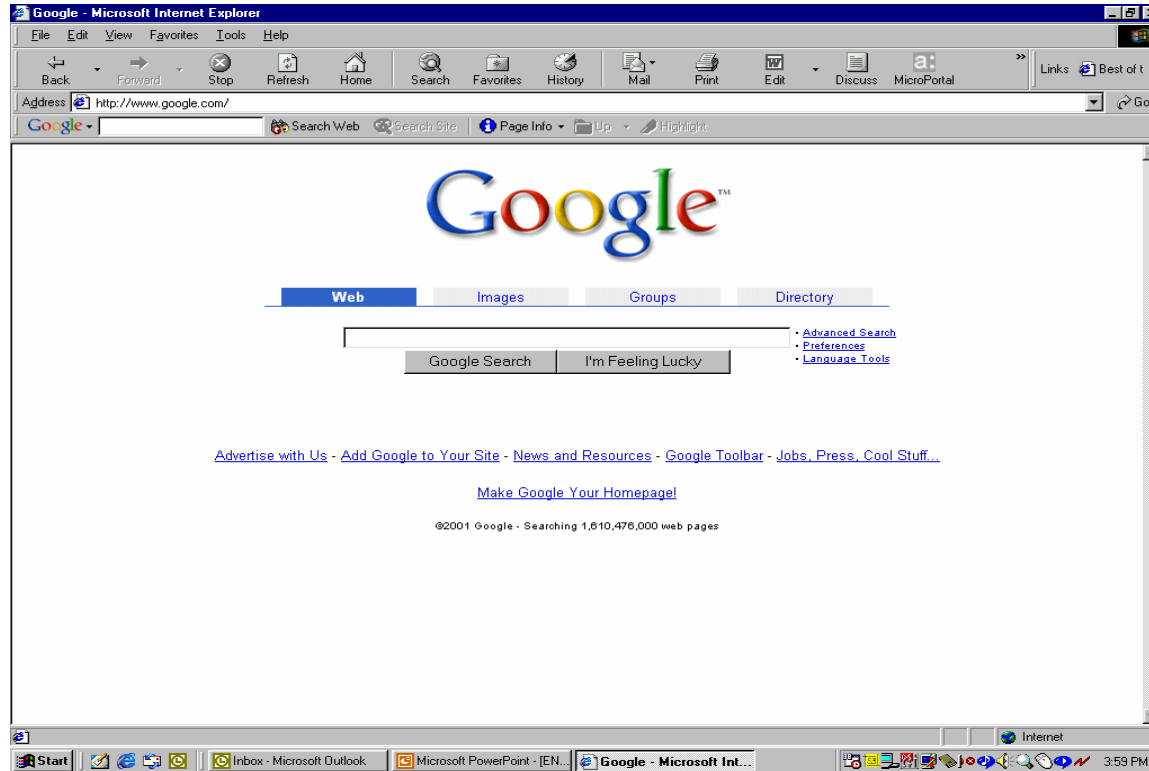 Google - Microsoft Internet Explorer
File Edit View Favorites Tools Help
Back Forward Stop Refresh Home Search Favorites History Mail Print Edit Discuss MicroPortal » Links Best of t
Address http://www.google.com/ Go
Google Search Web Search Site Page Info Up Highlight
Google™
Web Images Groups Directory
· Advanced Search
· Preferences
· Language Tools
Google Search I'm Feeling Lucky
Advertise with Us - Add Google to Your Site - News and Resources - Google Toolbar - Jobs, Press, Cool Stuff...
Make Google Your Homepage!
©2001 Google - Searching 1,610,476,000 web pages
Internet
Start Inbox - Microsoft Outlook Microsoft PowerPoint - [EN... Google - Microsoft Int... 3:59 PM